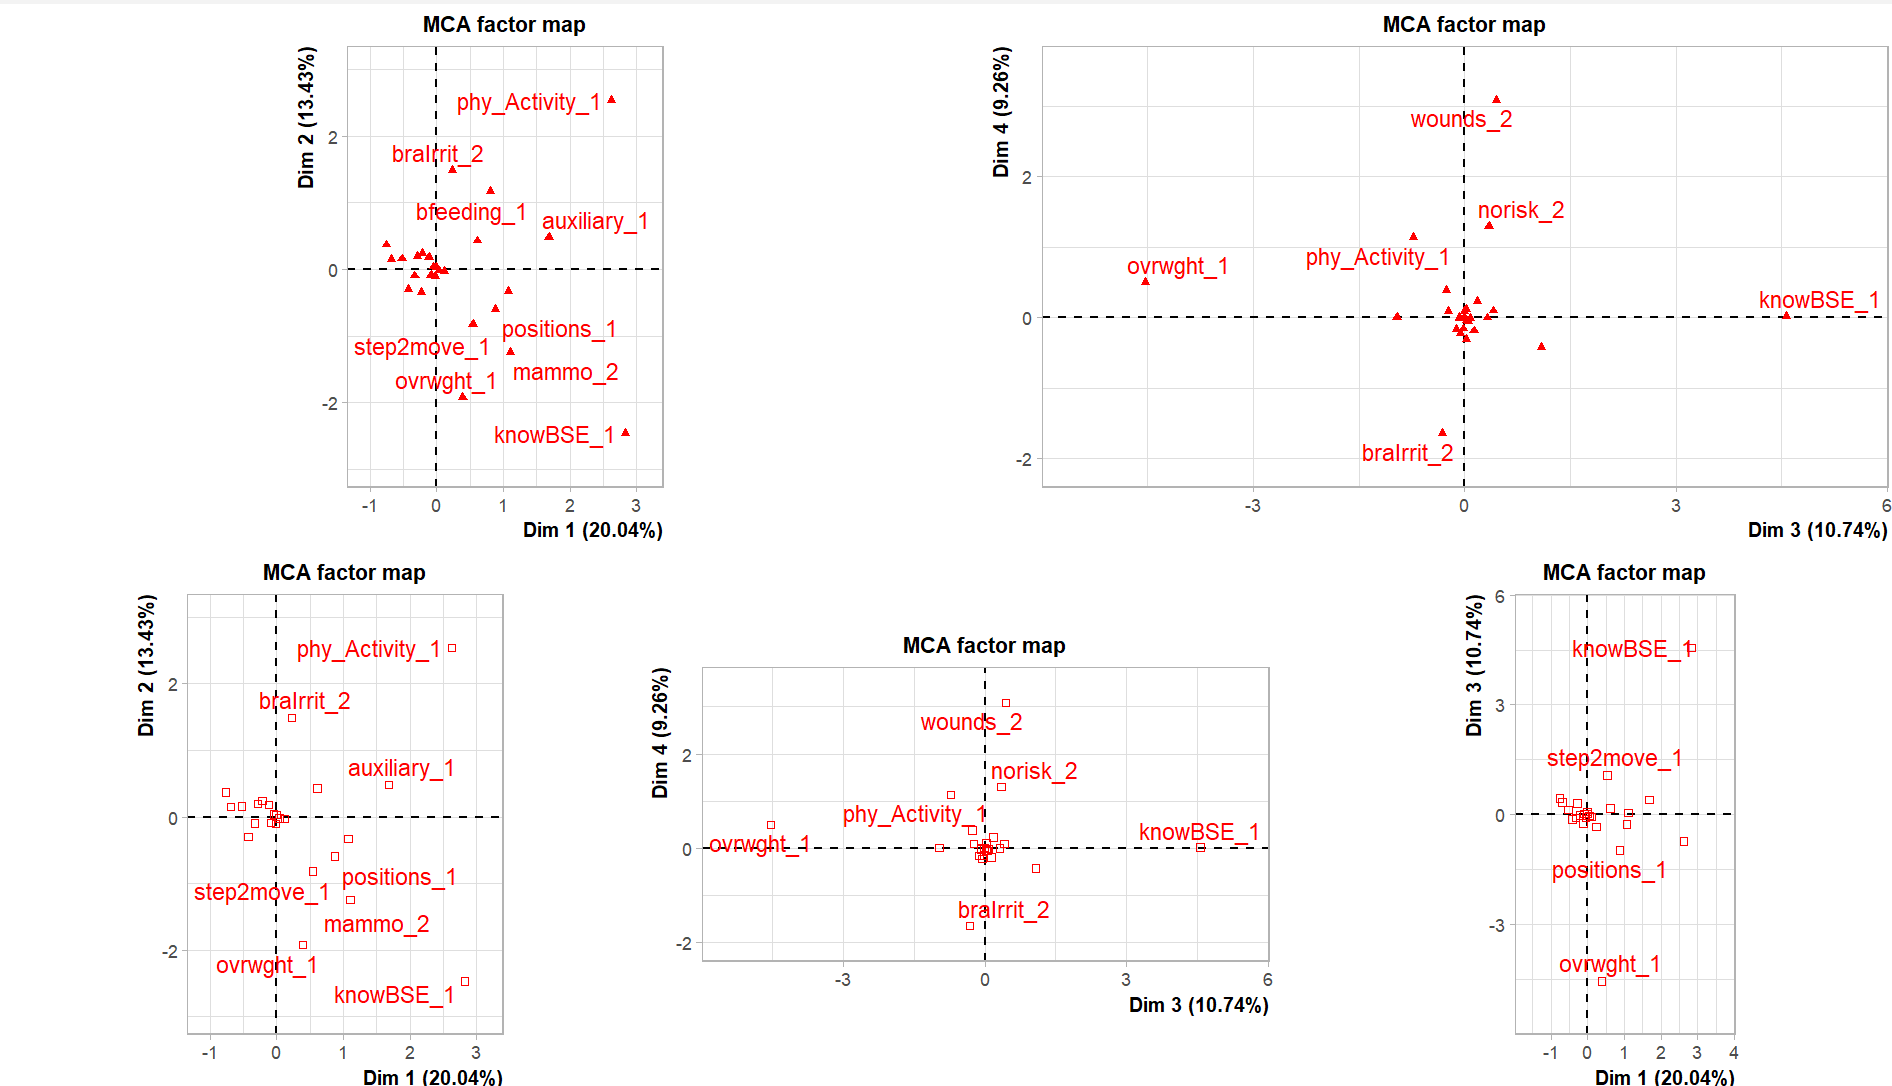 MCA factor map
Dim 2 (13.43%)
phy_Activity_1
braIrrit_2
bfeeding_1
auxiliary_1
positions_1
step2move_1
mammo_2
ovrwght_1
knowBSE_1
2
0
-2
-1 0 1 2 3
Dim 1 (20.04%)
MCA factor map
Dim 4 (9.26%)
wounds_2
norisk_2
phy_Activity_1
ovrwght_1
knowBSE_1
braIrrit_2
2
0
-2
-3 0 3 6
Dim 3 (10.74%)
MCA factor map
Dim 2 (13.43%)
phy_Activity_1
braIrrit_2
auxiliary_1
positions_1
step2move_1
mammo_2
ovrwght_1
knowBSE_1
2
0
-2
-1 0 1 2 3
Dim 1 (20.04%)
MCA factor map
Dim 4 (9.26%)
wounds_2
norisk_2
phy_Activity_1
knowBSE_1
ovrwght_1
braIrrit_2
2
0
-2
-3 0 3 6
Dim 3 (10.74%)
MCA factor map
Dim 3 (10.74%)
knowBSE_1
step2move_1
positions_1
ovrwght_1
6
3
0
-3
-1 0 1 2 3 4
Dim 1 (20.04%)